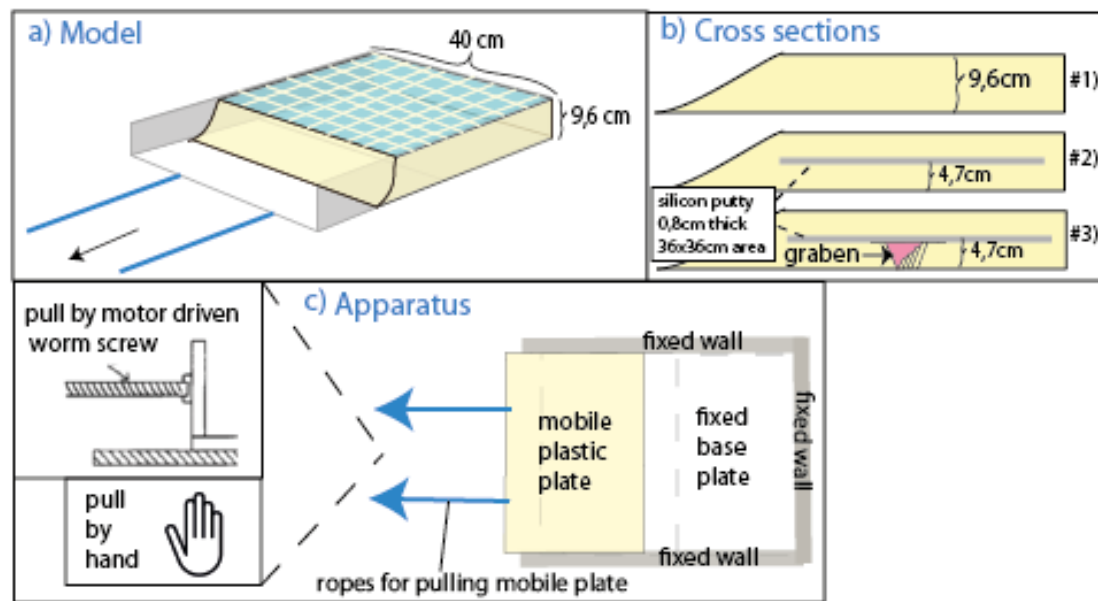 a) Model
40 cm
9,6 cm
b) Cross sections
9,6cm
#1)
#2)
4,7cm
silicon putty
0,8cm thick
36x36cm area
#3)
graben
4,7cm
c) Apparatus
pull by motor driven
worm screw
pull
by
hand
fixed wall
mobile
plastic
plate
fixed
base
plate
fixed wall
fixed wall
ropes for pulling mobile plate